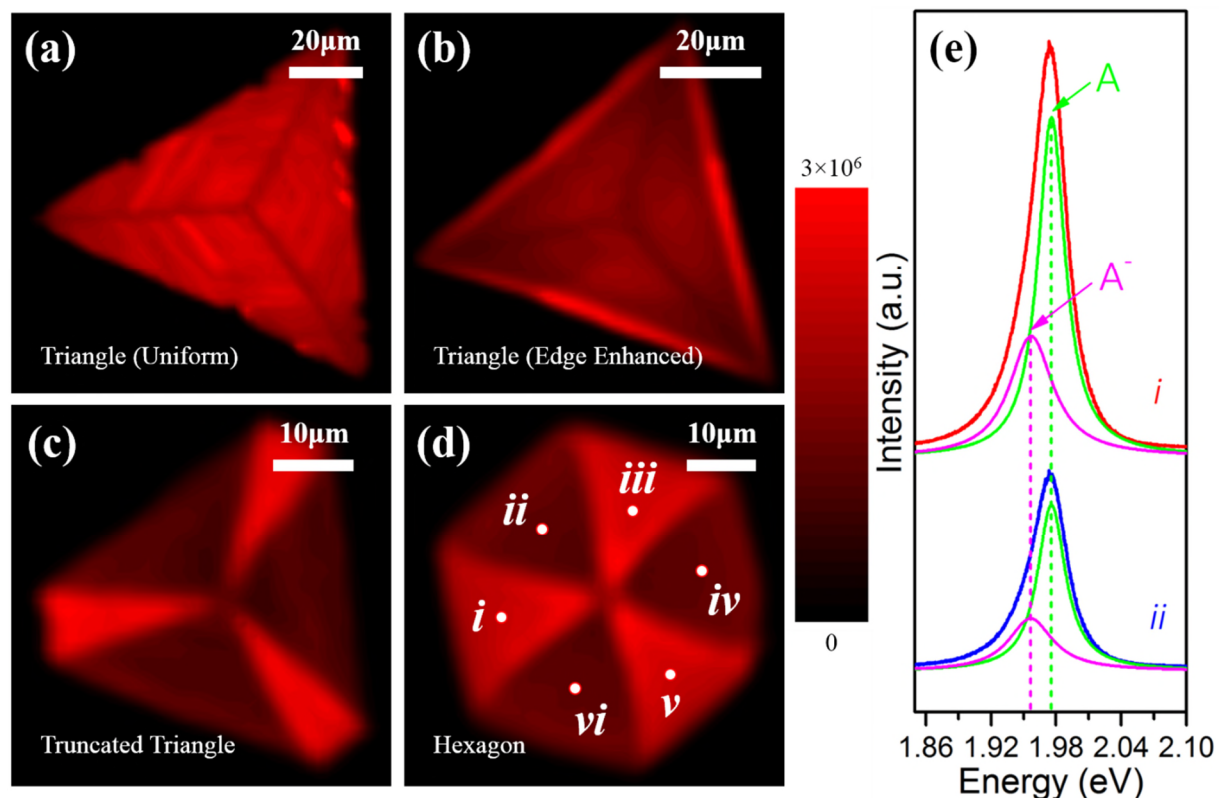 (a)
20μm
Triangle (Uniform)
(b)
20μm
Triangle (Edge Enhanced)
(c)
10μm
Truncated Triangle
(d)
10μm
iii
ii
iv
i
v
vi
Hexagon
3×10⁶
0
(e)
A
A⁻
i
ii
Intensity (a.u.)
1.86 1.92 1.98 2.04 2.10
Energy (eV)